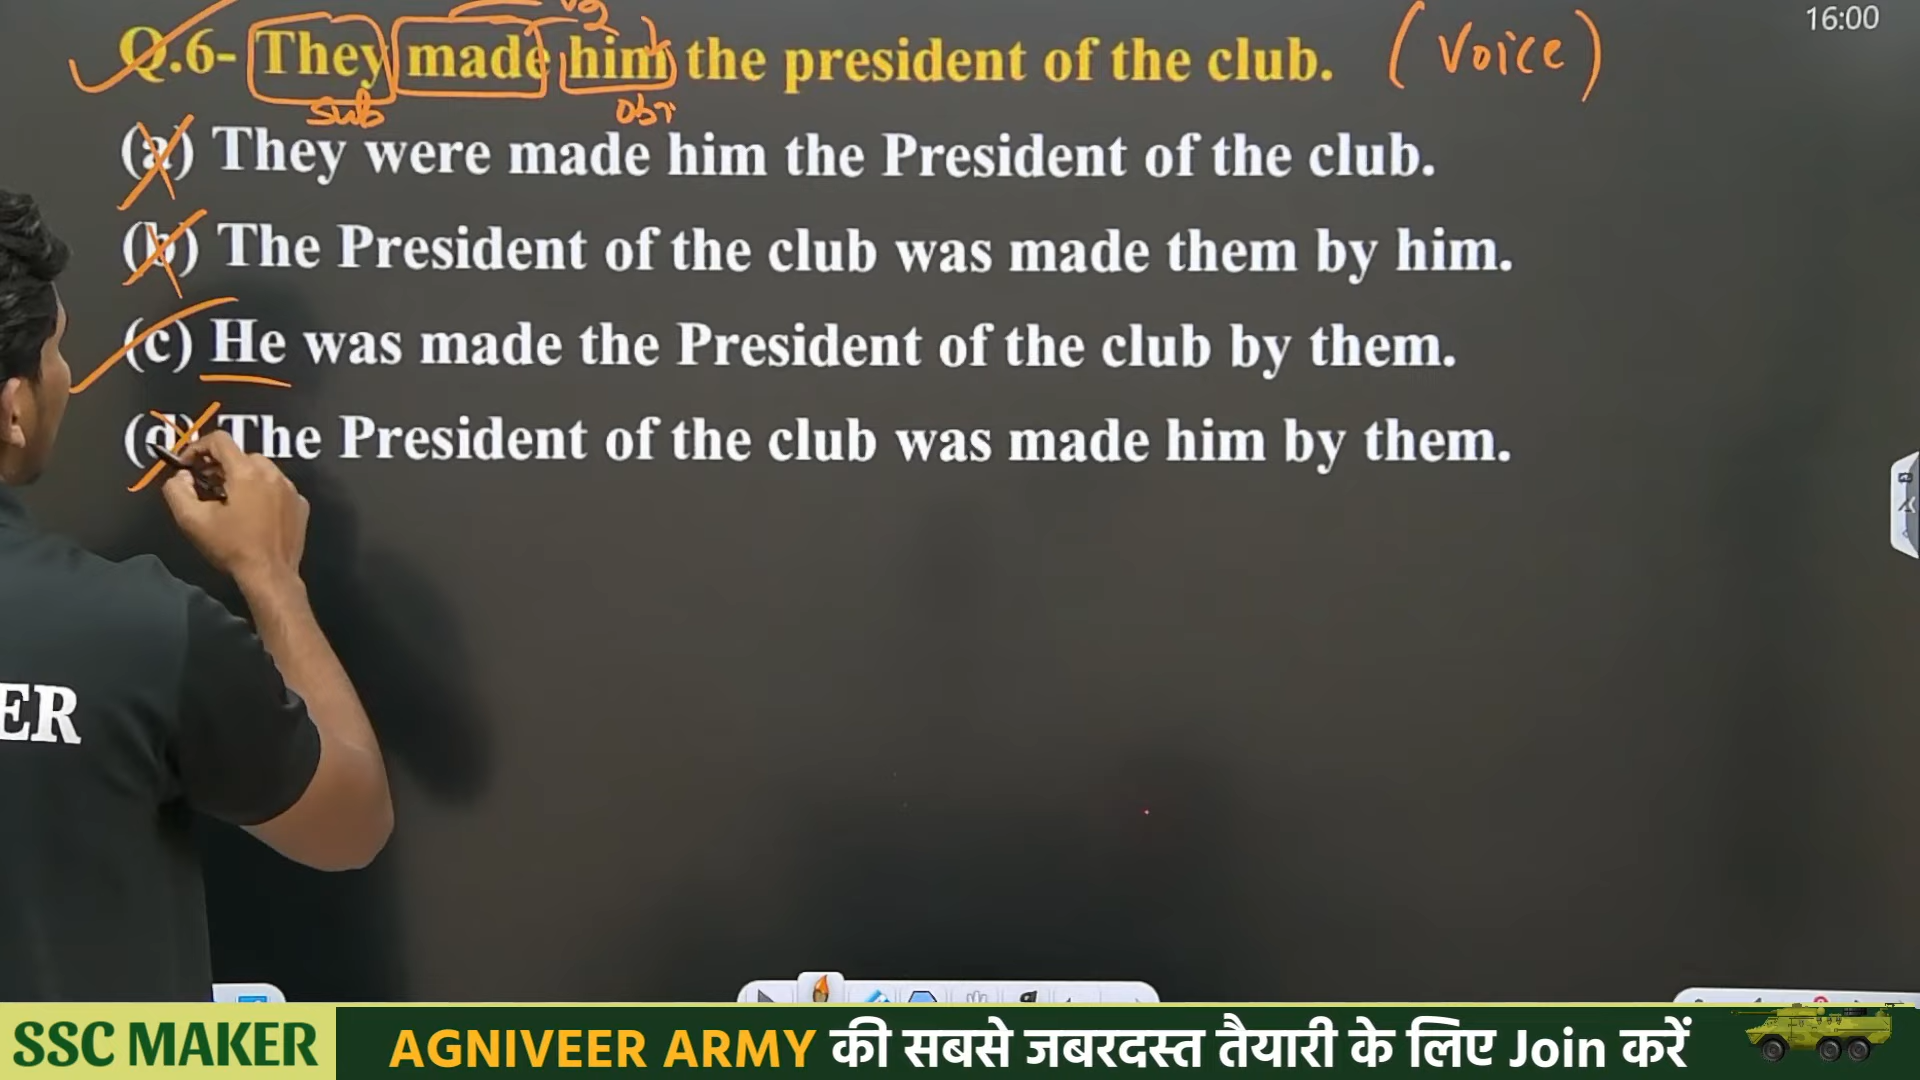 16:00
V2
Q.6- They made him the president of the club. (Voice)
sub obj
(a) They were made him the President of the club.
(b) The President of the club was made them by him.
(c) He was made the President of the club by them.
(d) The President of the club was made him by them.
ER
SSC MAKER AGNIVEER ARMY की सबसे जबरदस्त तैयारी के लिए Join करें